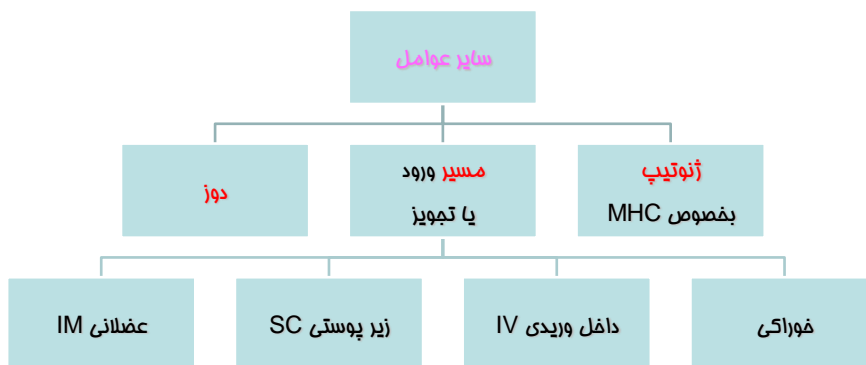 سایر عوامل
ژنوتیپ
بخصوص MHC
مسیر ورود
یا تجویز
دوز
خوراکی
داخل وریدی IV
زیر پوستی SC
عضلانی IM